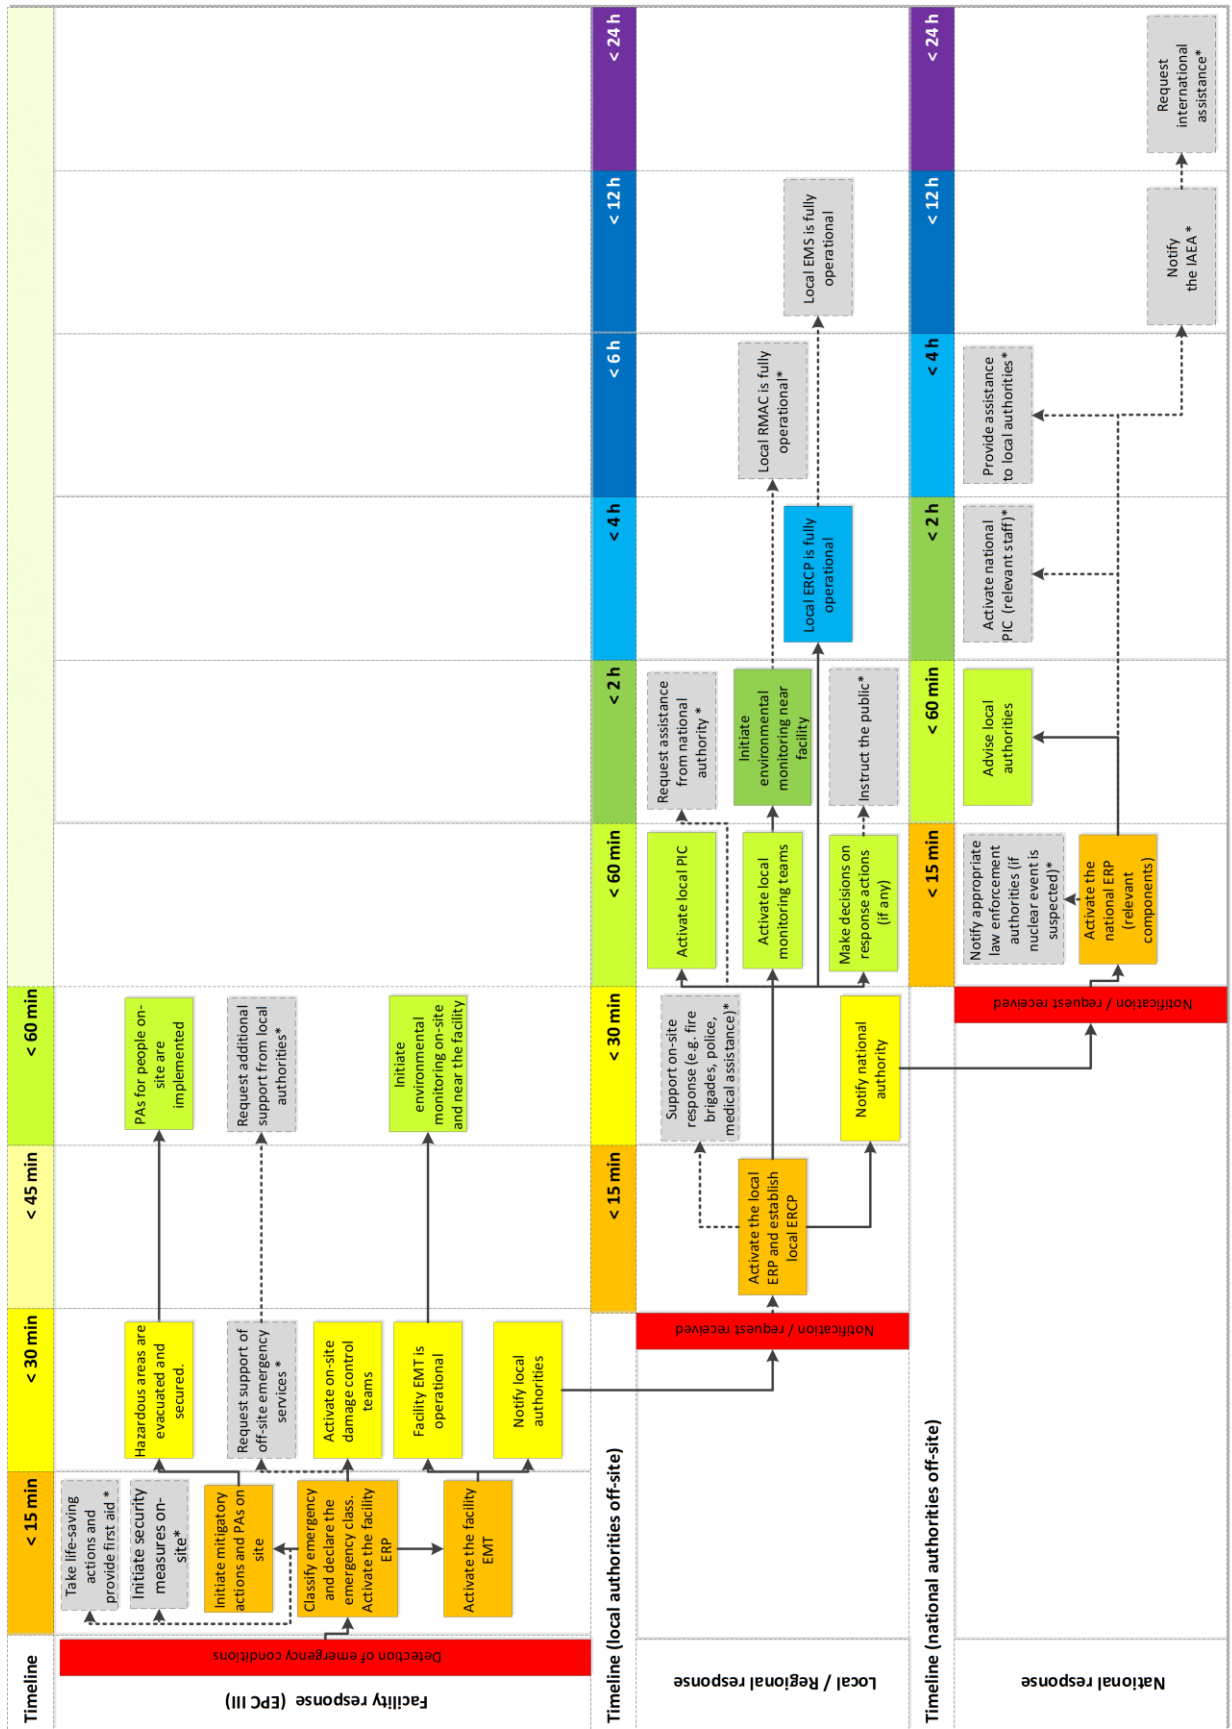 Timeline
< 15 min
< 30 min
< 45 min
< 60 min
Facility response (EPC III)
Detection of emergency conditions
Take life-saving
actions and
provide first aid *
Initiate security
measures on-
site*
Initiate mitigatory
actions and PAs on
site
Classify emergency
and declare the
emergency class.
Activate the facility
ERP
Activate the facility
EMT
Hazardous areas are
evacuated and
secured.
Request support of
off-site emergency
services *
Activate on-site
damage control
teams
Facility EMT is
operational
Notify local
authorities
PAs for people on-
site are
implemented
Request additional
support from local
authorities*
Initiate
environmental
monitoring on-site
and near the facility
Timeline (local authorities off-site)
< 15 min
< 30 min
< 60 min
< 2 h
< 4 h
< 6 h
< 12 h
< 24 h
Local / Regional response
Notification / request received
Activate the local
ERP and establish
local ERCP
Support on-site
response (e.g. fire
brigades, police,
medical assistance)*
Notify national
authority
Activate local PIC
Activate local
monitoring teams
Make decisions on
response actions
(if any)
Request assistance
from national
authority *
Initiate
environmental
monitoring near
facility
Instruct the public*
Local ERCP is fully
operational
Local RMAC is fully
operational*
Local EMS is fully
operational
Timeline (national authorities off-site)
< 15 min
< 60 min
< 2 h
< 4 h
< 12 h
< 24 h
National response
Notification / request received
Notify appropriate
law enforcement
authorities (if
nuclear event is
suspected)*
Activate the
national ERP
(relevant
components)
Advise local
authorities
Activate national
PIC (relevant staff)*
Provide assistance
to local authorities*
Notify
the IAEA *
Request
international
assistance*